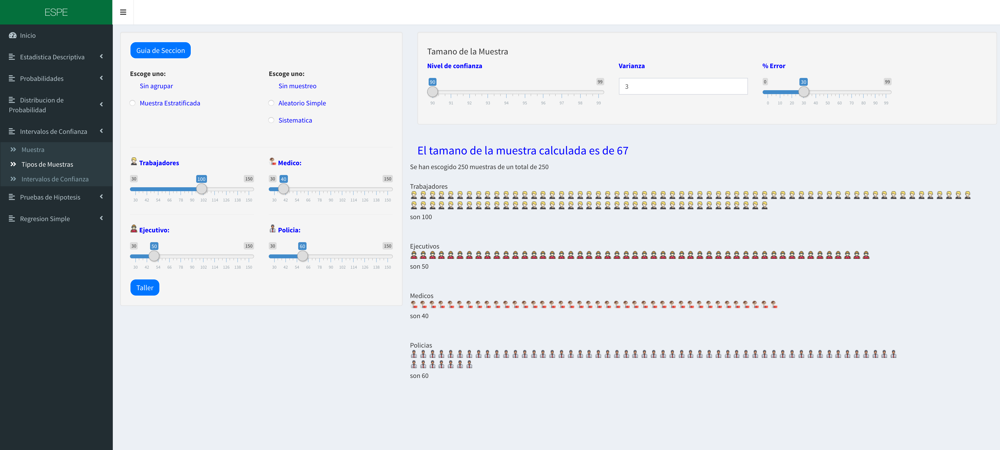 ESPE
Inicio
Estadistica Descriptiva
Probabilidades
Distribucion de
Probabilidad
Intervalos de Confianza
Muestra
Tipos de Muestras
Intervalos de Confianza
Pruebas de Hipotesis
Regresion Simple
Guia de Seccion
Escoge uno:
Sin agrupar
Muestra Estratificada
Escoge uno:
Sin muestreo
Aleatorio Simple
Sistematica
Trabajadores
30 100 150
30 42 54 66 78 90 102 114 126 138 150
Medico:
30 40 150
30 42 54 66 78 90 102 114 126 138 150
Ejecutivo:
30 50 150
30 42 54 66 78 90 102 114 126 138 150
Policia:
30 60 150
30 42 54 66 78 90 102 114 126 138 150
Taller
Tamano de la Muestra
Nivel de confianza
90 99
90 91 92 93 94 95 96 97 98 99
Varianza
3
% Error
0 30 99
0 10 20 30 40 50 60 70 80 90 99
El tamano de la muestra calculada es de 67
Se han escogido 250 muestras de un total de 250
Trabajadores
son 100
Ejecutivos
son 50
Medicos
son 40
Policias
son 60